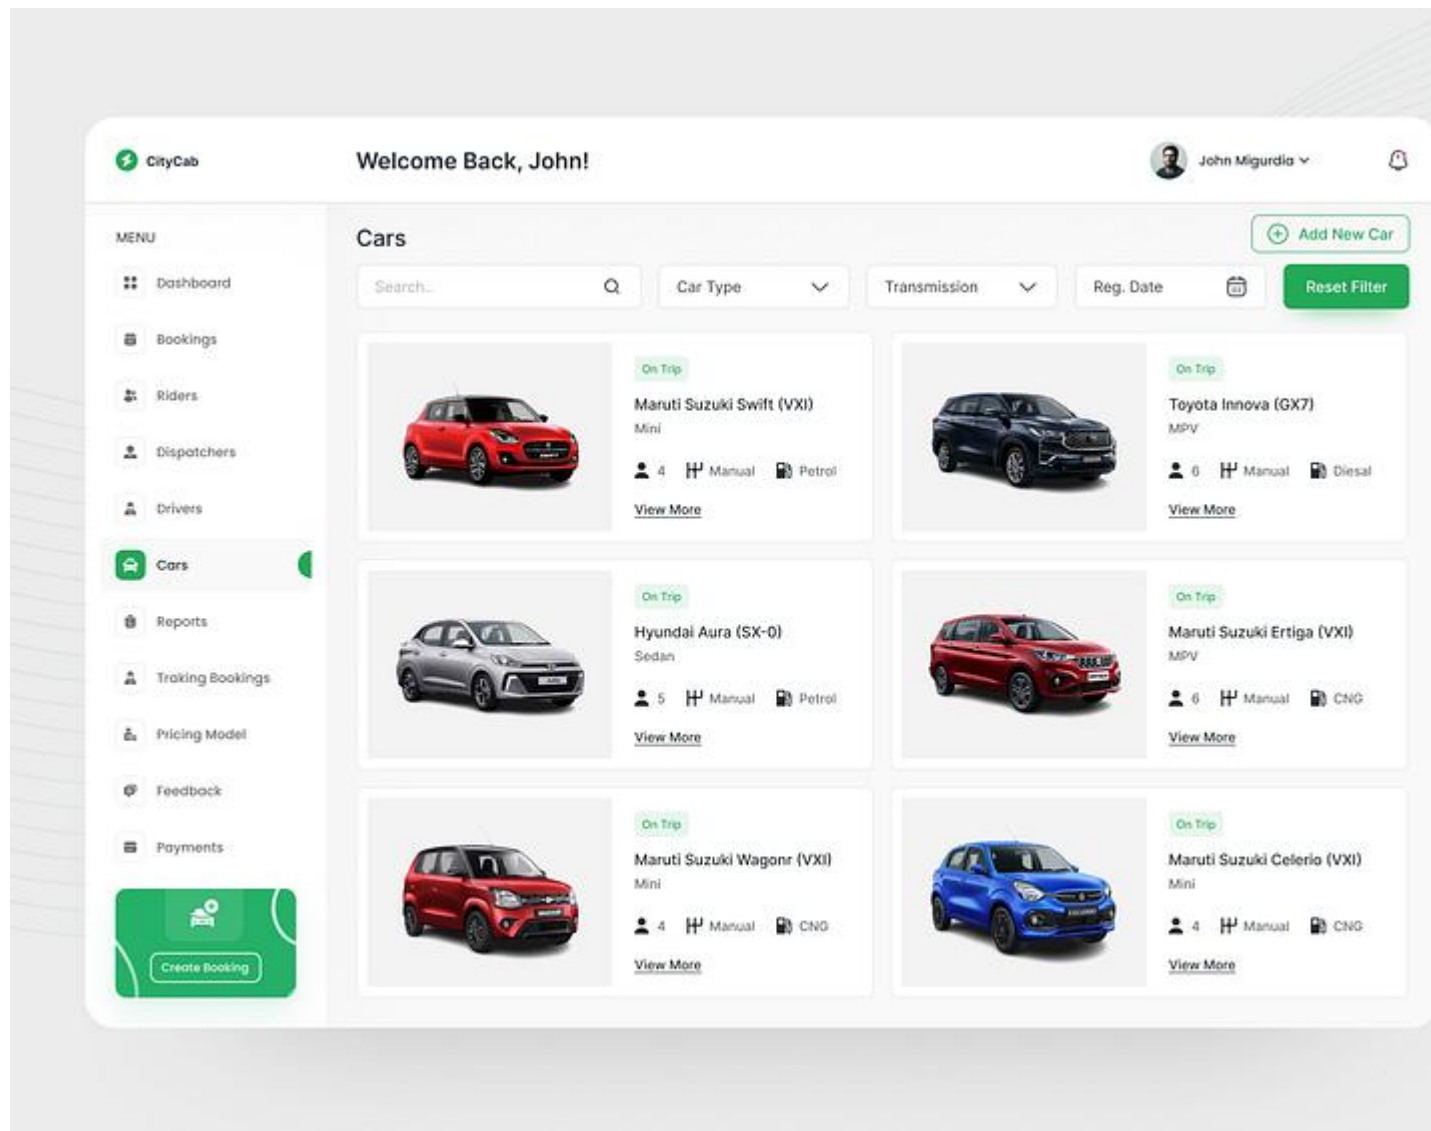 CityCab
Welcome Back, John!
John Migurdia
MENU
Dashboard
Bookings
Riders
Dispatchers
Drivers
Cars
Reports
Traking Bookings
Pricing Model
Feedback
Payments
Create Booking
Cars
Add New Car
Search..
Car Type
Transmission
Reg. Date
Reset Filter
On Trip
Maruti Suzuki Swift (VXI)
Mini
4 Manual Petrol
View More
On Trip
Toyota Innova (GX7)
MPV
6 Manual Diesal
View More
On Trip
Hyundai Aura (SX-O)
Sedan
5 Manual Petrol
View More
On Trip
Maruti Suzuki Ertiga (VXI)
MPV
6 Manual CNG
View More
On Trip
Maruti Suzuki Wagonr (VXI)
Mini
4 Manual CNG
View More
On Trip
Maruti Suzuki Celerio (VXI)
Mini
4 Manual CNG
View More